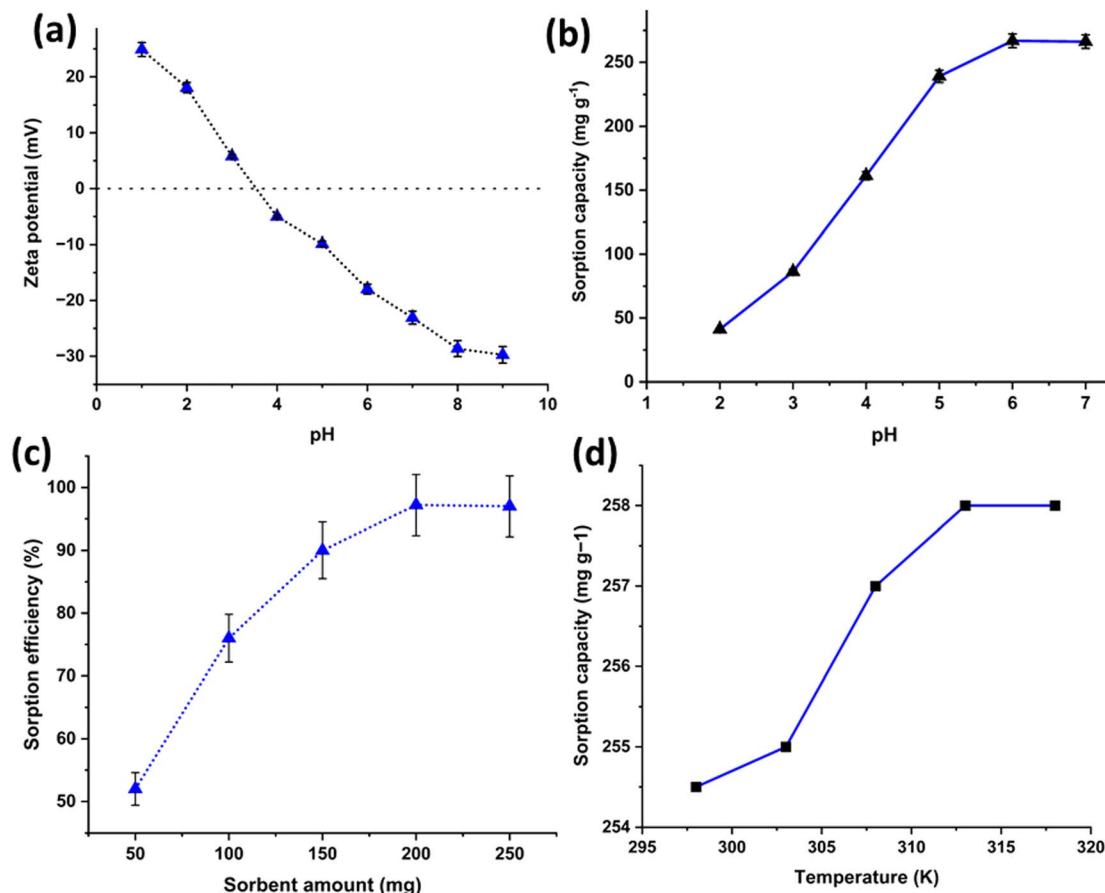 (a)
Zeta potential (mV)
20
10
0
−10
−20
−30
0 2 4 6 8 10
pH
(b)
Sorption capacity (mg g⁻¹)
250
200
150
100
50
0
1 2 3 4 5 6 7
pH
(c)
Sorption efficiency (%)
100
90
80
70
60
50
50 100 150 200 250
Sorbent amount (mg)
(d)
Sorption capacity (mg g−1)
258
257
256
255
254
295 300 305 310 315 320
Temperature (K)